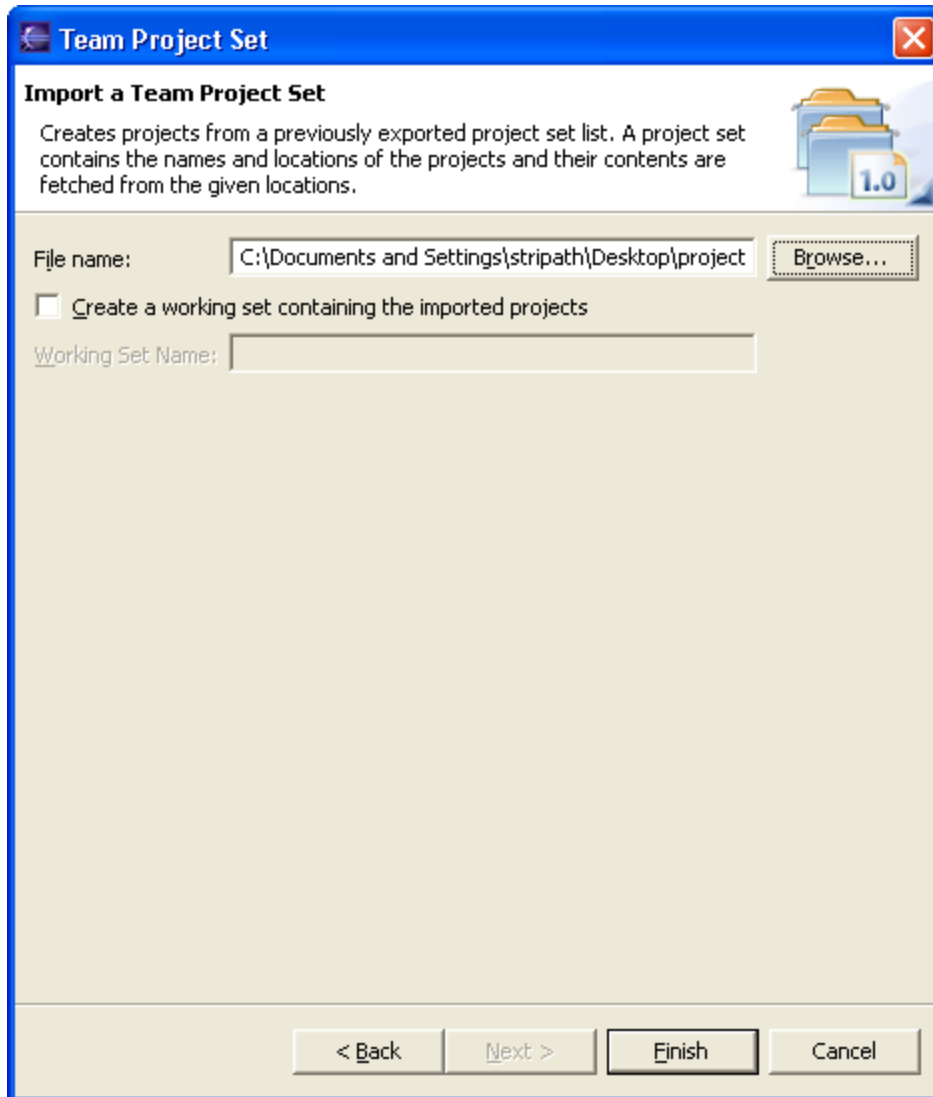 Team Project Set
Import a Team Project Set
Creates projects from a previously exported project set list. A project set
contains the names and locations of the projects and their contents are
fetched from the given locations.
1.0
File name: C:\Documents and Settings\stripath\Desktop\project Browse...
Create a working set containing the imported projects
Working Set Name:
< Back Next > Finish Cancel